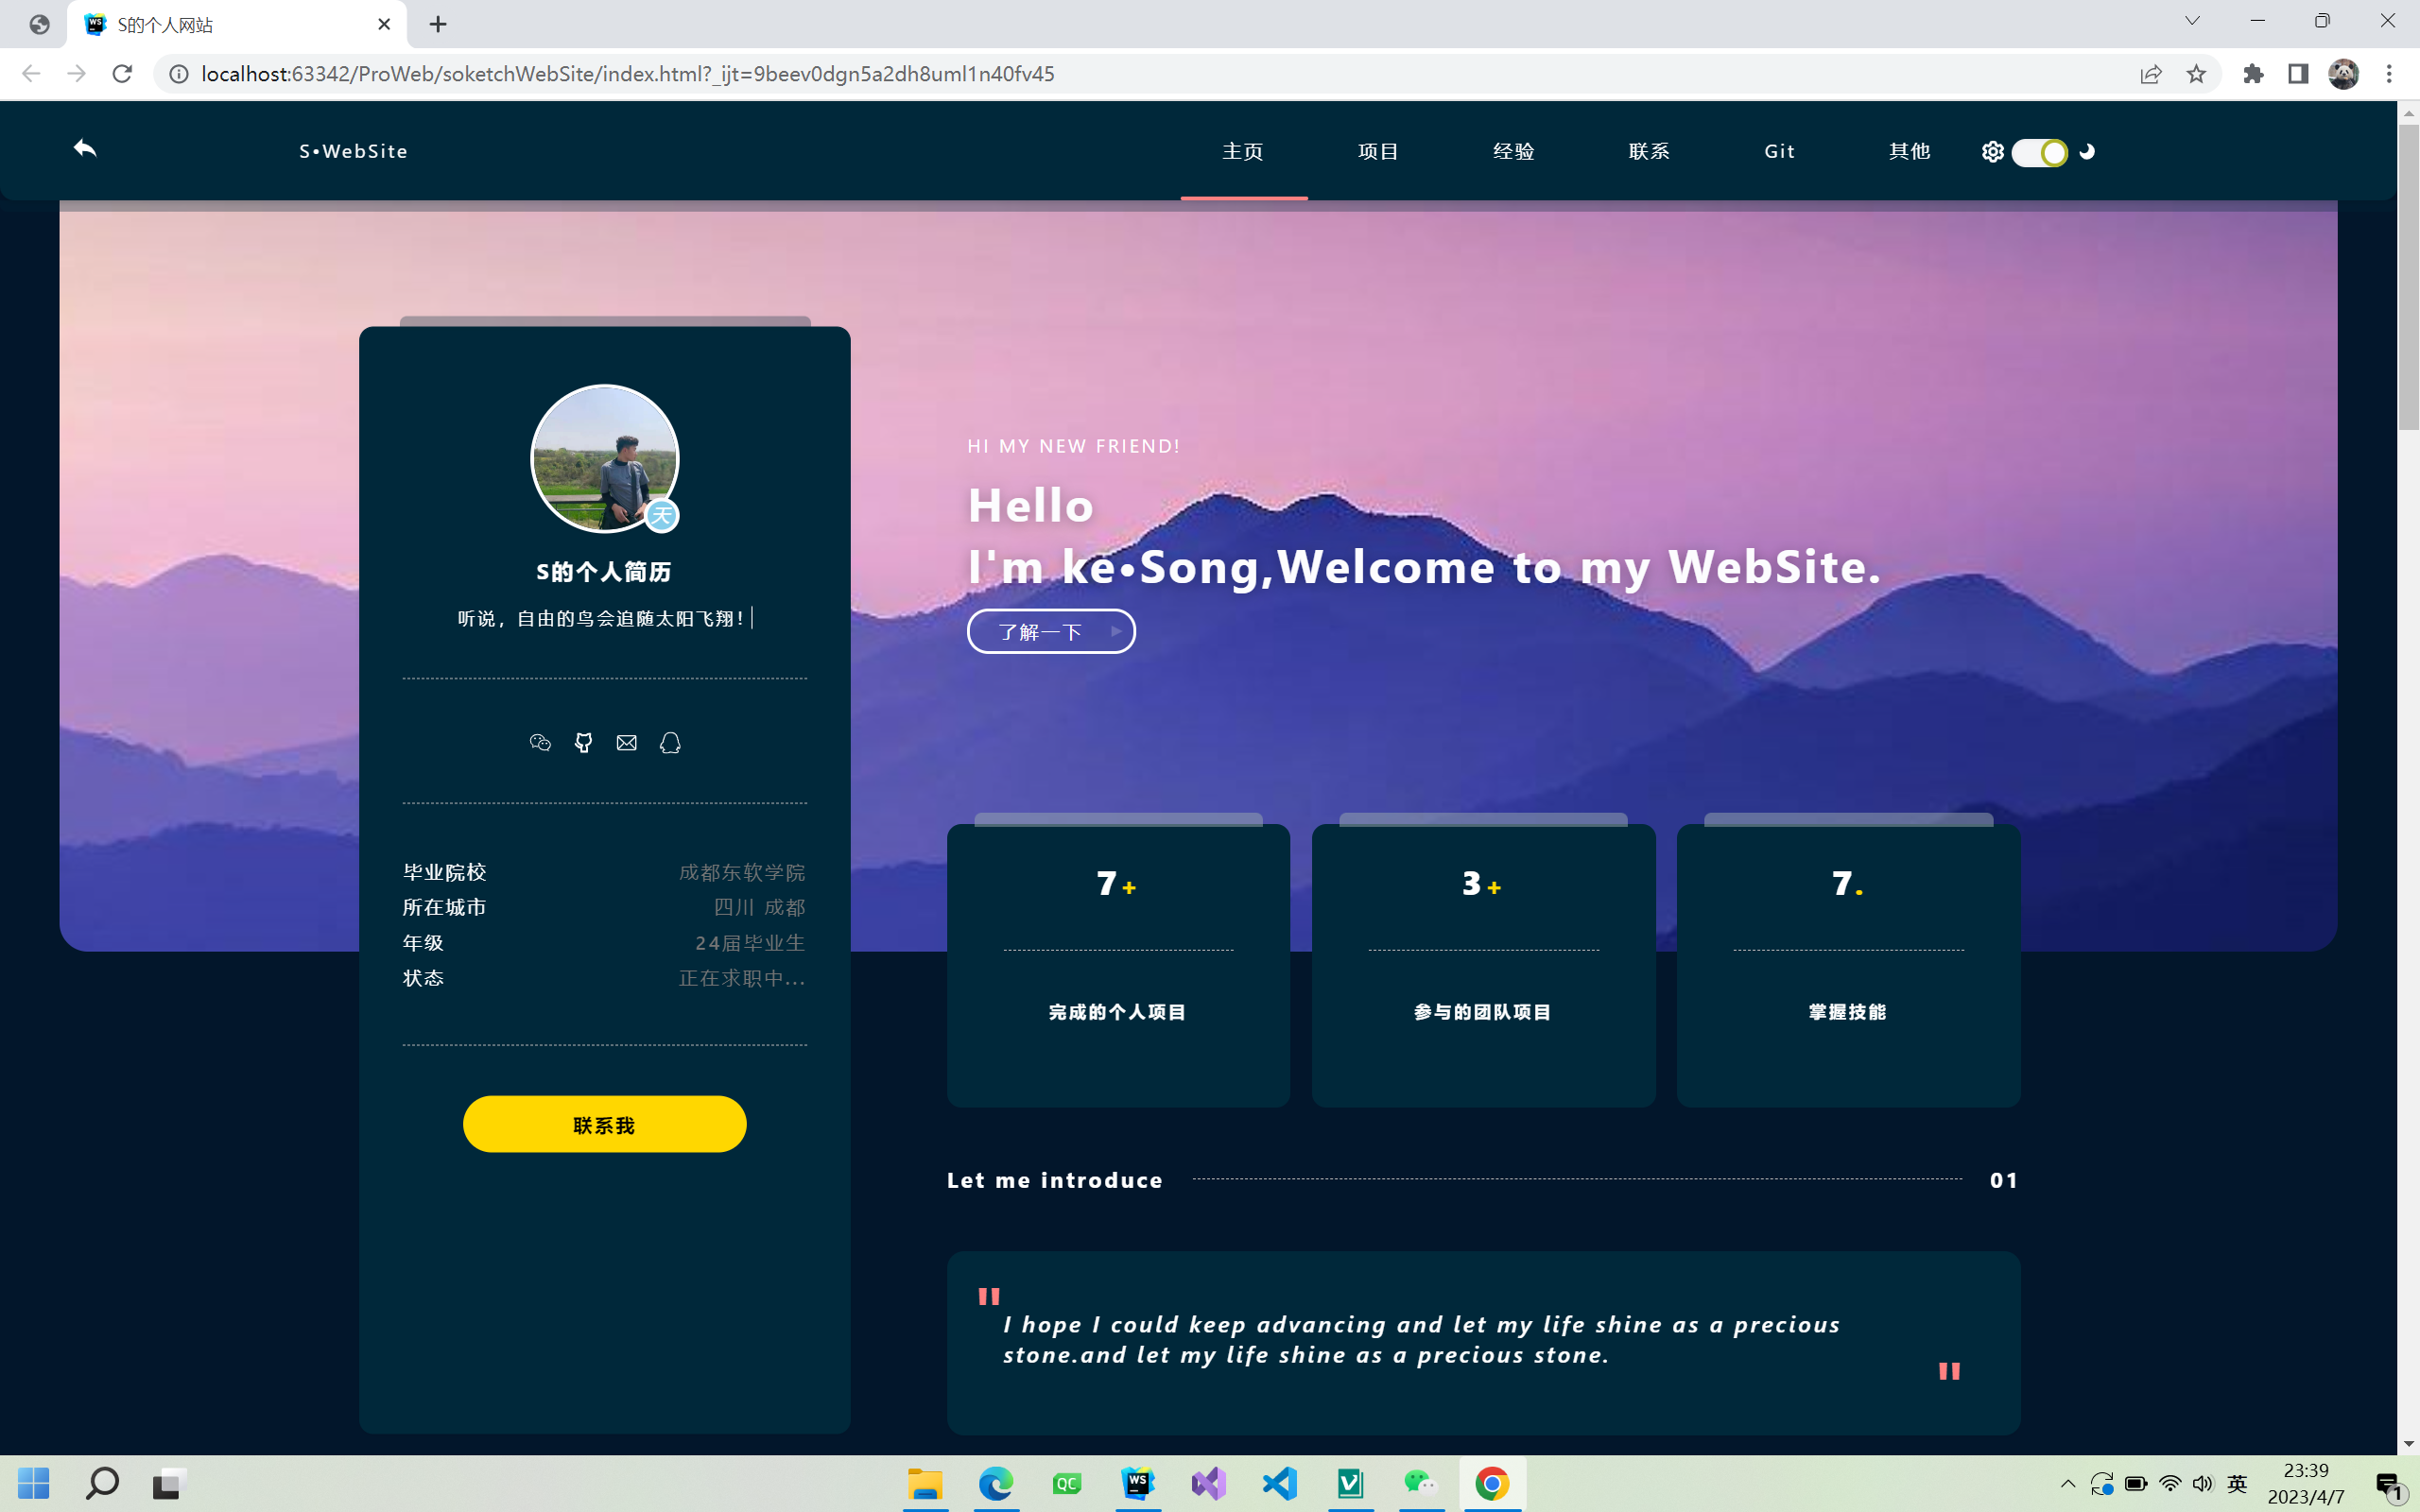 S的个人网站
localhost:63342/ProWeb/soketchWebSite/index.html?_ijt=9beev0dgn5a2dh8uml1n40fv45
S•WebSite
主页
项目
经验
联系
Git
其他
天
S的个人简历
听说，自由的鸟会追随太阳飞翔！
毕业院校 成都东软学院
所在城市 四川 成都
年级 24届毕业生
状态 正在求职中...
联系我
HI MY NEW FRIEND!
Hello
I'm ke•Song,Welcome to my WebSite.
了解一下
7+
完成的个人项目
3+
参与的团队项目
7.
掌握技能
Let me introduce
01
"
I hope I could keep advancing and let my life shine as a precious
stone.and let my life shine as a precious stone.
"
QC
WS
英
23:39
2023/4/7
1